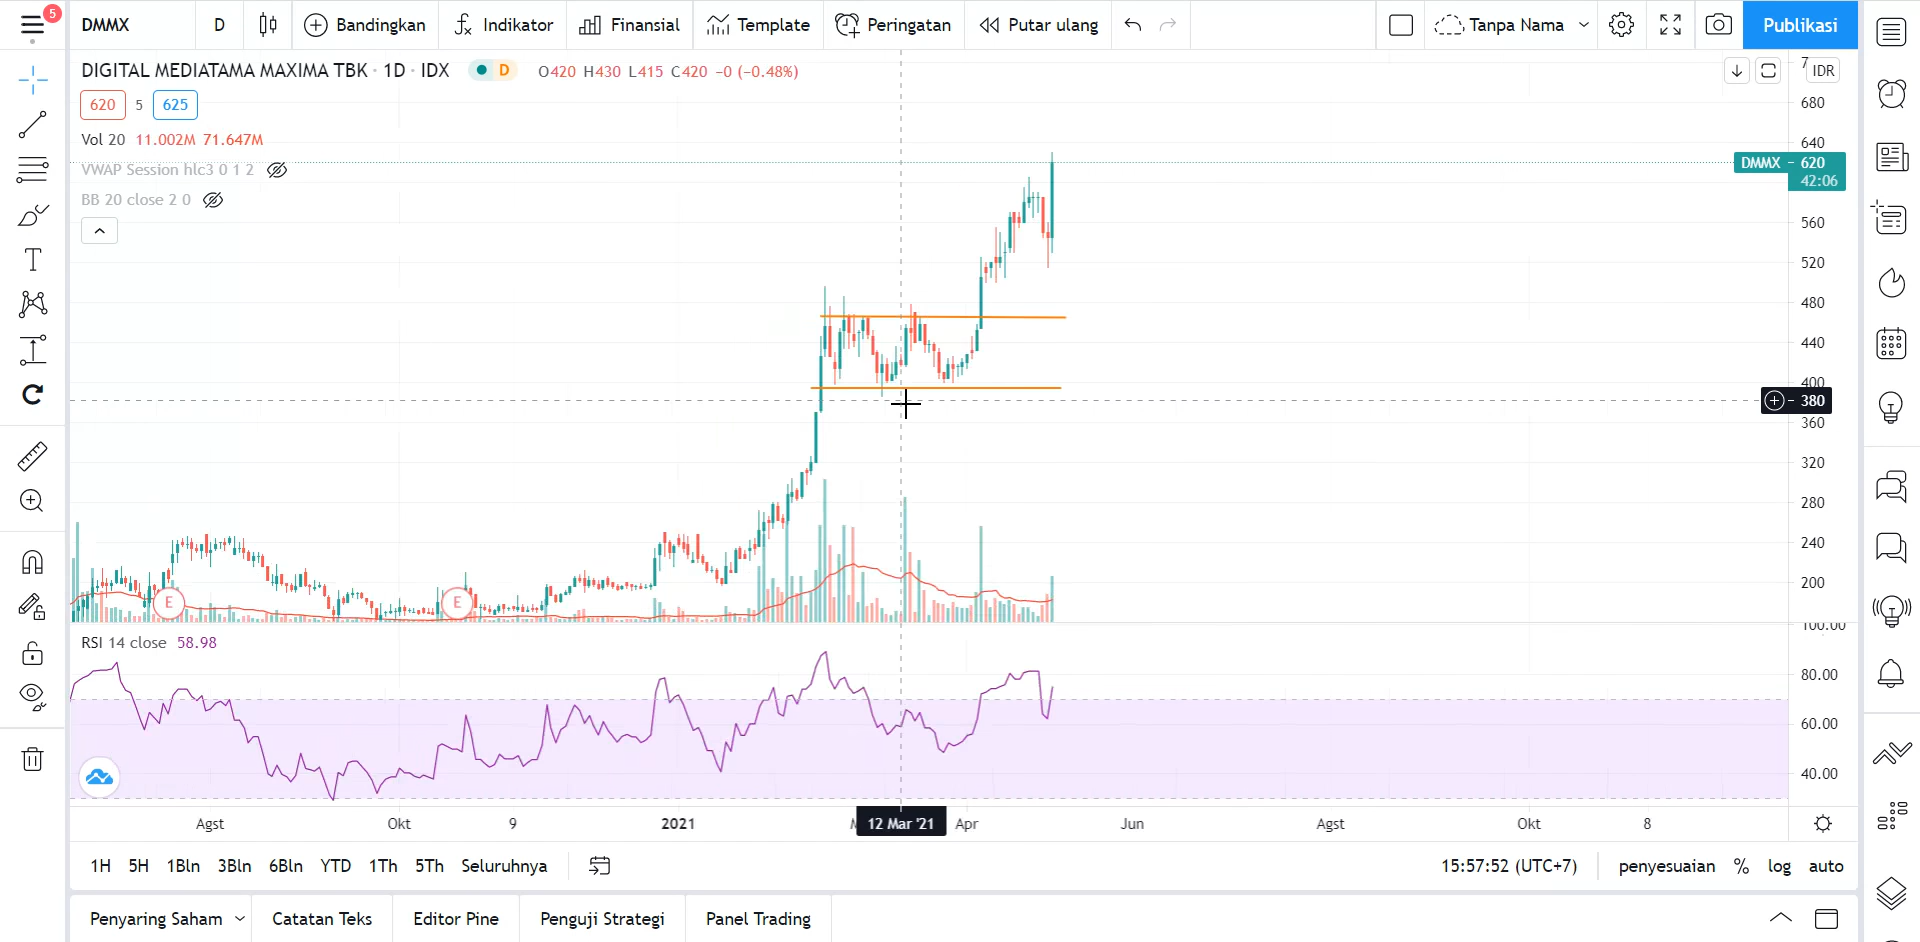 5
DMMX D Bandingkan Indikator Finansial Template Peringatan Putar ulang Tanpa Nama Publikasi
DIGITAL MEDIATAMA MAXIMA TBK · 1D · IDX D O420 H430 L415 C420 −0 (−0.48%)
IDR
620 5 625
680
Vol 20 11.002M 71.647M
640
VWAP Session hlc3 0 1 2
DMMX 620
42:06
BB 20 close 2 0
560
520
480
440
400
380
360
320
280
240
200
E E
100.00
RSI 14 close 58.98
80.00
60.00
40.00
Agst Okt 9 2021 12 Mar '21 Apr Jun Agst Okt 8
1H 5H 1Bln 3Bln 6Bln YTD 1Th 5Th Seluruhnya 15:57:52 (UTC+7) penyesuaian % log auto
Penyaring Saham Catatan Teks Editor Pine Penguji Strategi Panel Trading